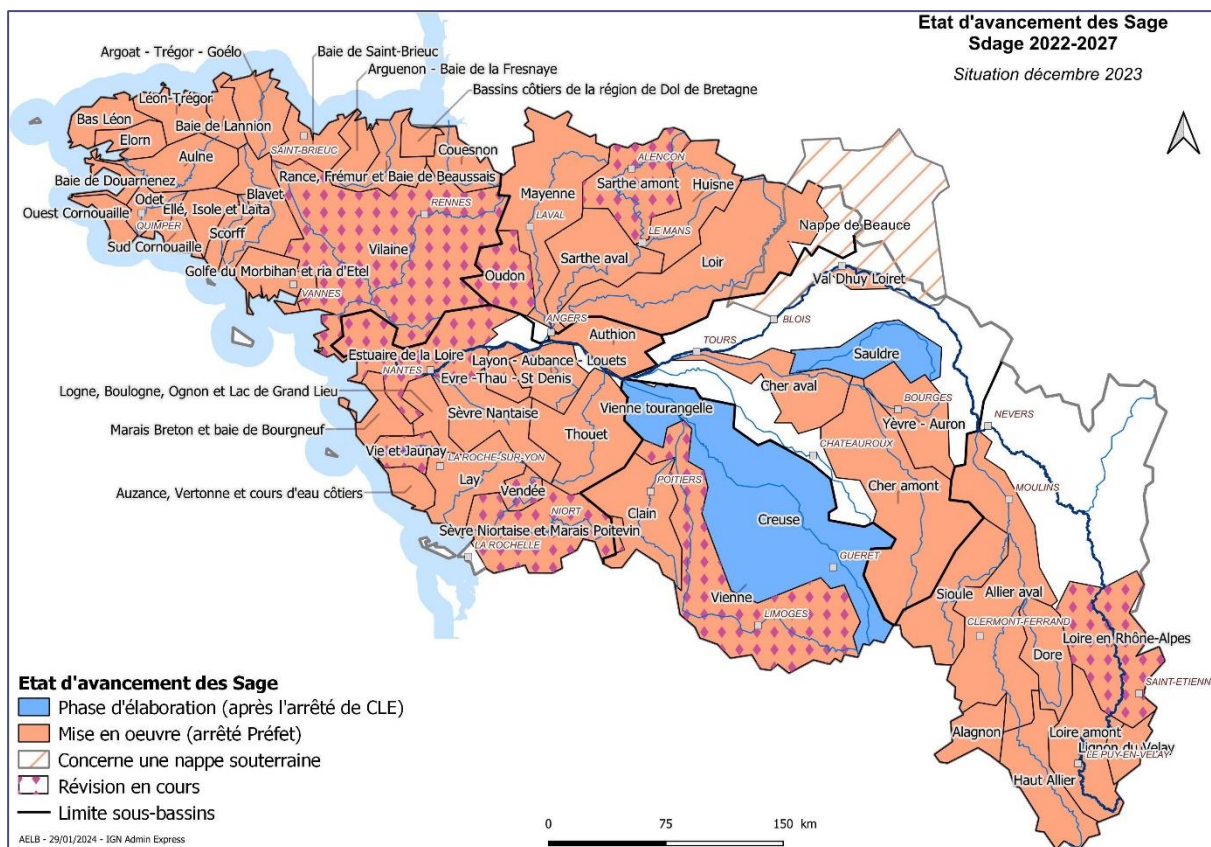 Etat d'avancement des Sage
Sdage 2022-2027
Situation décembre 2023
Argoat - Trégor - Goélo
Baie de Saint-Brieuc
Arguenon - Baie de la Fresnaye
Bassins côtiers de la région de Dol de Bretagne
Léon-Trégor
Bas Léon
Baie de Lannion
Elorn
SAINT-BRIEUC
Couesnon
Aulne
ALENCON
Rance, Frémur et Baie de Beaussais
Mayenne
Sarthe amont
Huisne
Baie de Douarnenez
Blavet
Odet
Ellé, Isole et Laïta
RENNES
Ouest Cornouaille
QUIMPER
LAVAL
Nappe de Beauce
Scorff
LE MANS
Sud Cornouaille
Vilaine
Sarthe aval
Loir
Golfe du Morbihan et ria d'Etel
Oudon
Val Dhuy Loiret
VANNES
ANGERS
BLOIS
Authion
TOURS
Estuaire de la Loire
Layon - Aubance - Louets
Sauldre
NANTES
Evre -Thau - St Denis
Cher aval
Logne, Boulogne, Ognon et Lac de Grand Lieu
BOURGES
Sèvre Nantaise
Vienne tourangelle
Yèvre - Auron
NEVERS
Marais Breton et baie de Bourgneuf
Thouet
Vie et Jaunay
CHATEAUROUX
LA ROCHE-SUR-YON
Lay
POITIERS
Cher amont
Auzance, Vertonne et cours d'eau côtiers
Vendée
MOULINS
NIORT
Clain
Creuse
Sèvre Niortaise et Marais Poitevin
LA ROCHELLE
GUERET
Vienne
Sioule
Allier aval
LIMOGES
CLERMONT-FERRAND
Loire en Rhône-Alpes
Dore
SAINT-ETIENNE
Alagnon
Loire amont
Lignon du Velay
LE PUY-EN-VELAY
Haut Allier
Etat d'avancement des Sage
Phase d'élaboration (après l'arrêté de CLE)
Mise en oeuvre (arrêté Préfet)
Concerne une nappe souterraine
Révision en cours
Limite sous-bassins
0 75 150 km
AELB - 29/01/2024 - IGN Admin Express